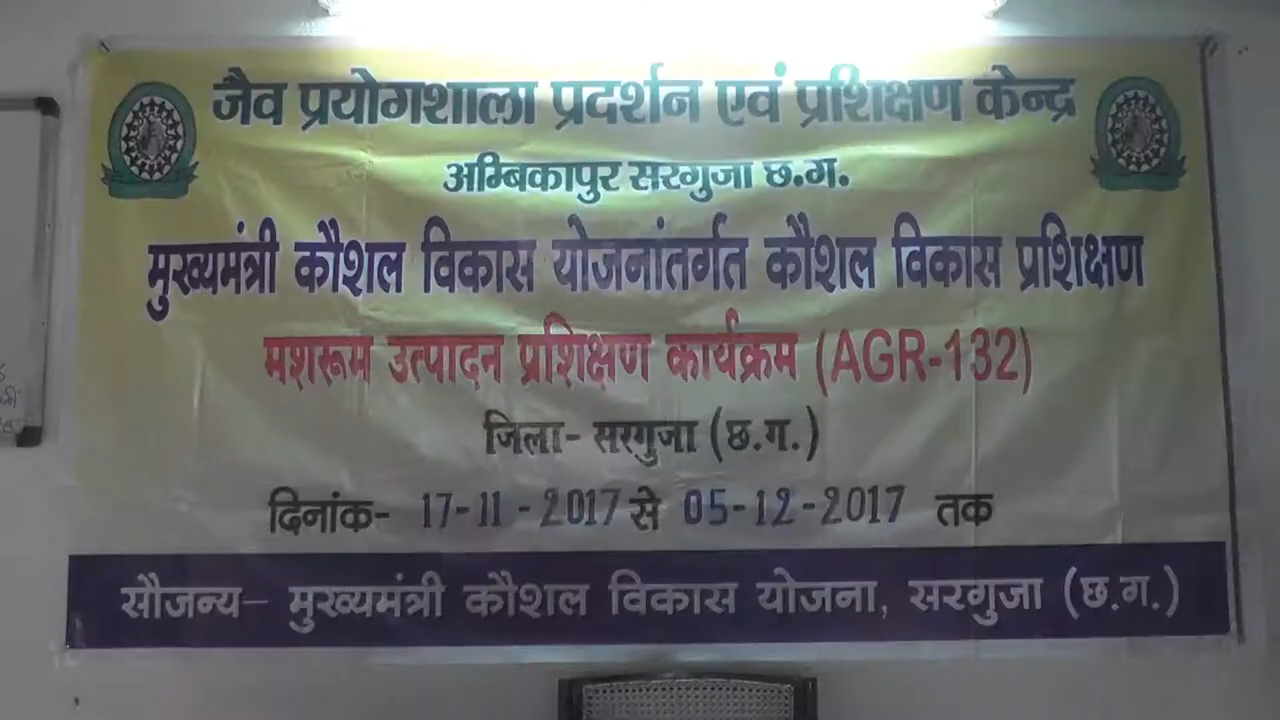 जैव प्रयोगशाला प्रदर्शन एवं प्रशिक्षण केन्द्र
अम्बिकापुर सरगुजा छ.ग.
मुख्यमंत्री कौशल विकास योजनांतर्गत कौशल विकास प्रशिक्षण
मशरूम उत्पादन प्रशिक्षण कार्यक्रम (AGR-132)
जिला- सरगुजा (छ.ग.)
दिनांक- 17-11-2017 से 05-12-2017 तक
सौजन्य- मुख्यमंत्री कौशल विकास योजना, सरगुजा (छ.ग.)